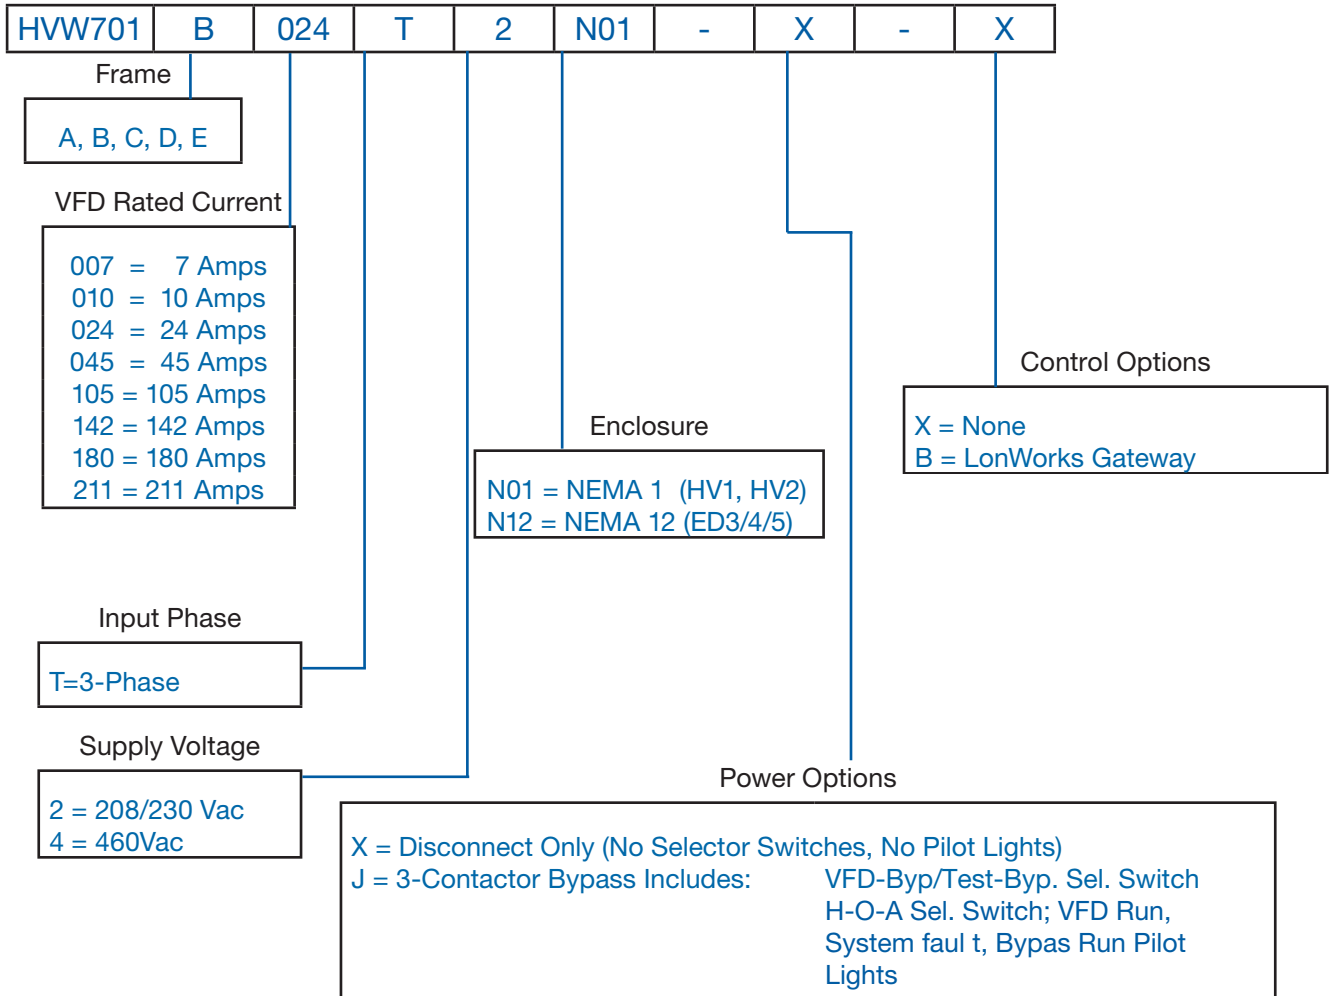 HVW701 B 024 T 2 N01 - X - X
Frame
A, B, C, D, E
VFD Rated Current
007 = 7 Amps
010 = 10 Amps
024 = 24 Amps
045 = 45 Amps
105 = 105 Amps
142 = 142 Amps
180 = 180 Amps
211 = 211 Amps
Control Options
X = None
B = LonWorks Gateway
Enclosure
N01 = NEMA 1 (HV1, HV2)
N12 = NEMA 12 (ED3/4/5)
Input Phase
T=3-Phase
Supply Voltage
2 = 208/230 Vac
4 = 460Vac
Power Options
X = Disconnect Only (No Selector Switches, No Pilot Lights)
J = 3-Contactor Bypass Includes: VFD-Byp/Test-Byp. Sel. Switch
H-O-A Sel. Switch; VFD Run,
System faul t, Bypas Run Pilot
Lights